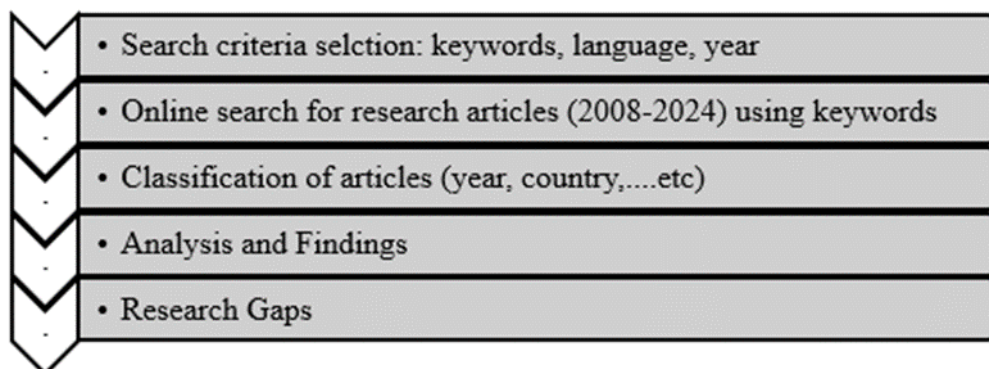 • Search criteria selction: keywords, language, year
• Online search for research articles (2008-2024) using keywords
• Classification of articles (year, country,....etc)
• Analysis and Findings
• Research Gaps